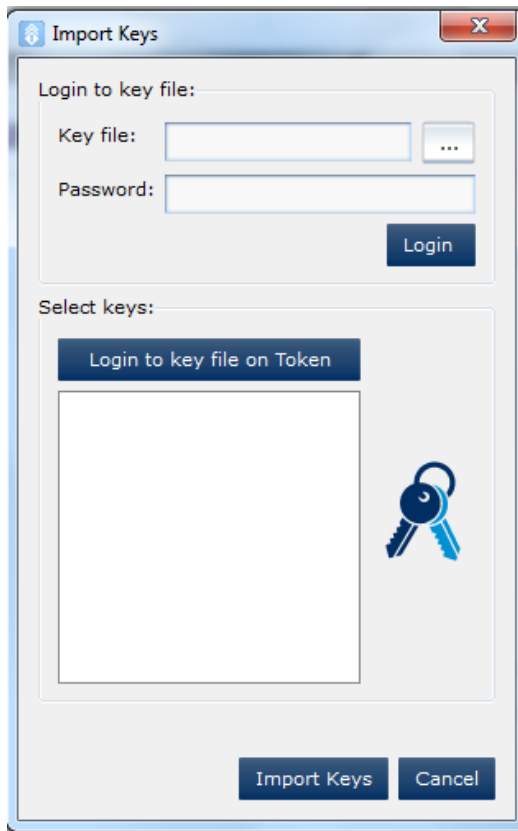 Import Keys
Login to key file:
Key file:
...
Password:
Login
Select keys:
Login to key file on Token
Import Keys
Cancel